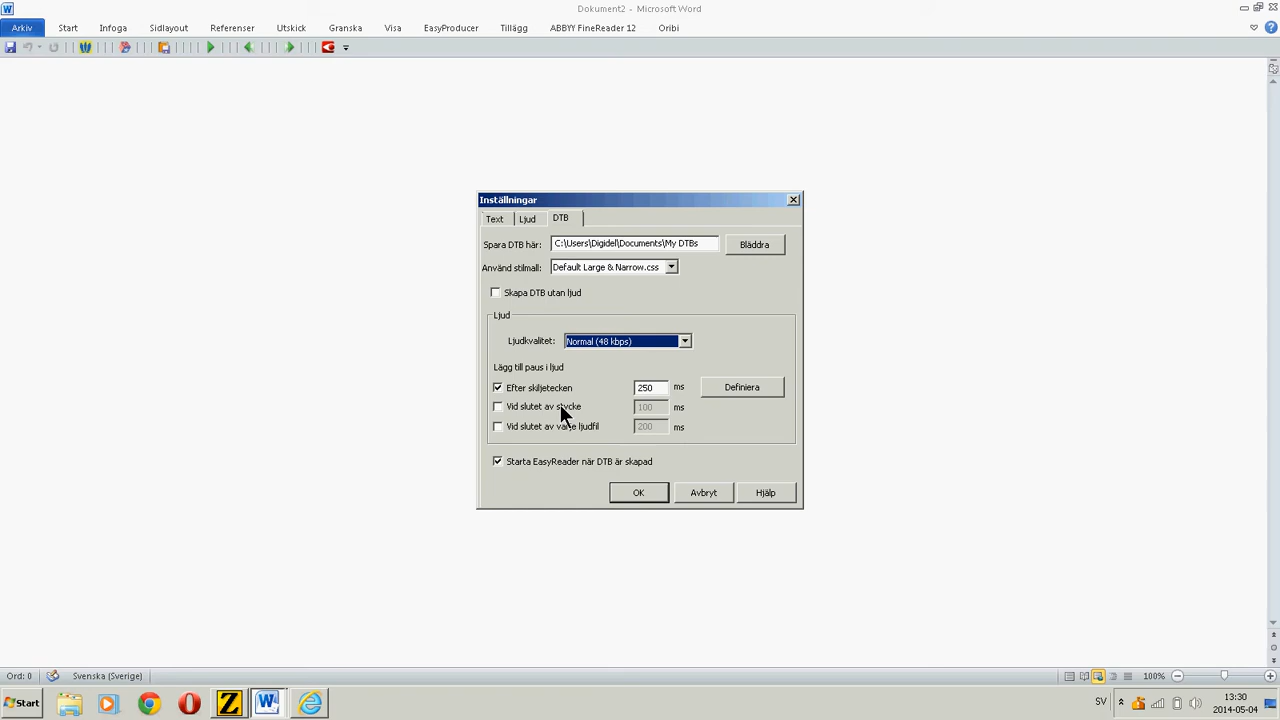 Dokument2 - Microsoft Word
Arkiv Start Infoga Sidlayout Referenser Utskick Granska Visa EasyProducer Tillägg ABBYY FineReader 12 Oribi
Inställningar
Text Ljud DTB
Spara DTB här: C:\Users\Digidel\Documents\My DTBs Bläddra
Använd stilmall: Default Large & Narrow.css
Skapa DTB utan ljud
Ljud
Ljudkvalitet: Normal (48 kbps)
Lägg till paus i ljud
Efter skiljetecken 250 ms Definiera
Vid slutet av stycke 100 ms
Vid slutet av varje ljudfil 200 ms
Starta EasyReader när DTB är skapad
OK Avbryt Hjälp
Ord: 0 Svenska (Sverige) 100%
Start SV 13:30
2014-05-04